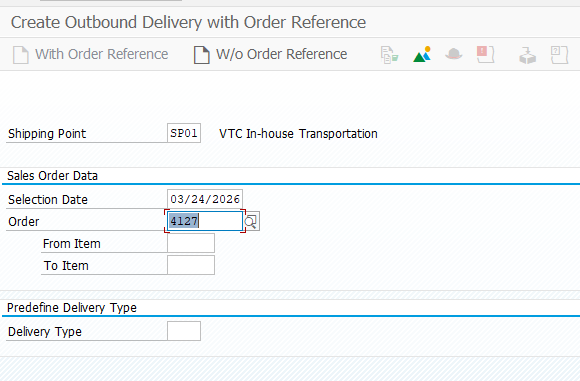 Create Outbound Delivery with Order Reference
With Order Reference W/o Order Reference
Shipping Point SP01 VTC In-house Transportation
Sales Order Data
Selection Date 03/24/2026
Order 4127
From Item
To Item
Predefine Delivery Type
Delivery Type